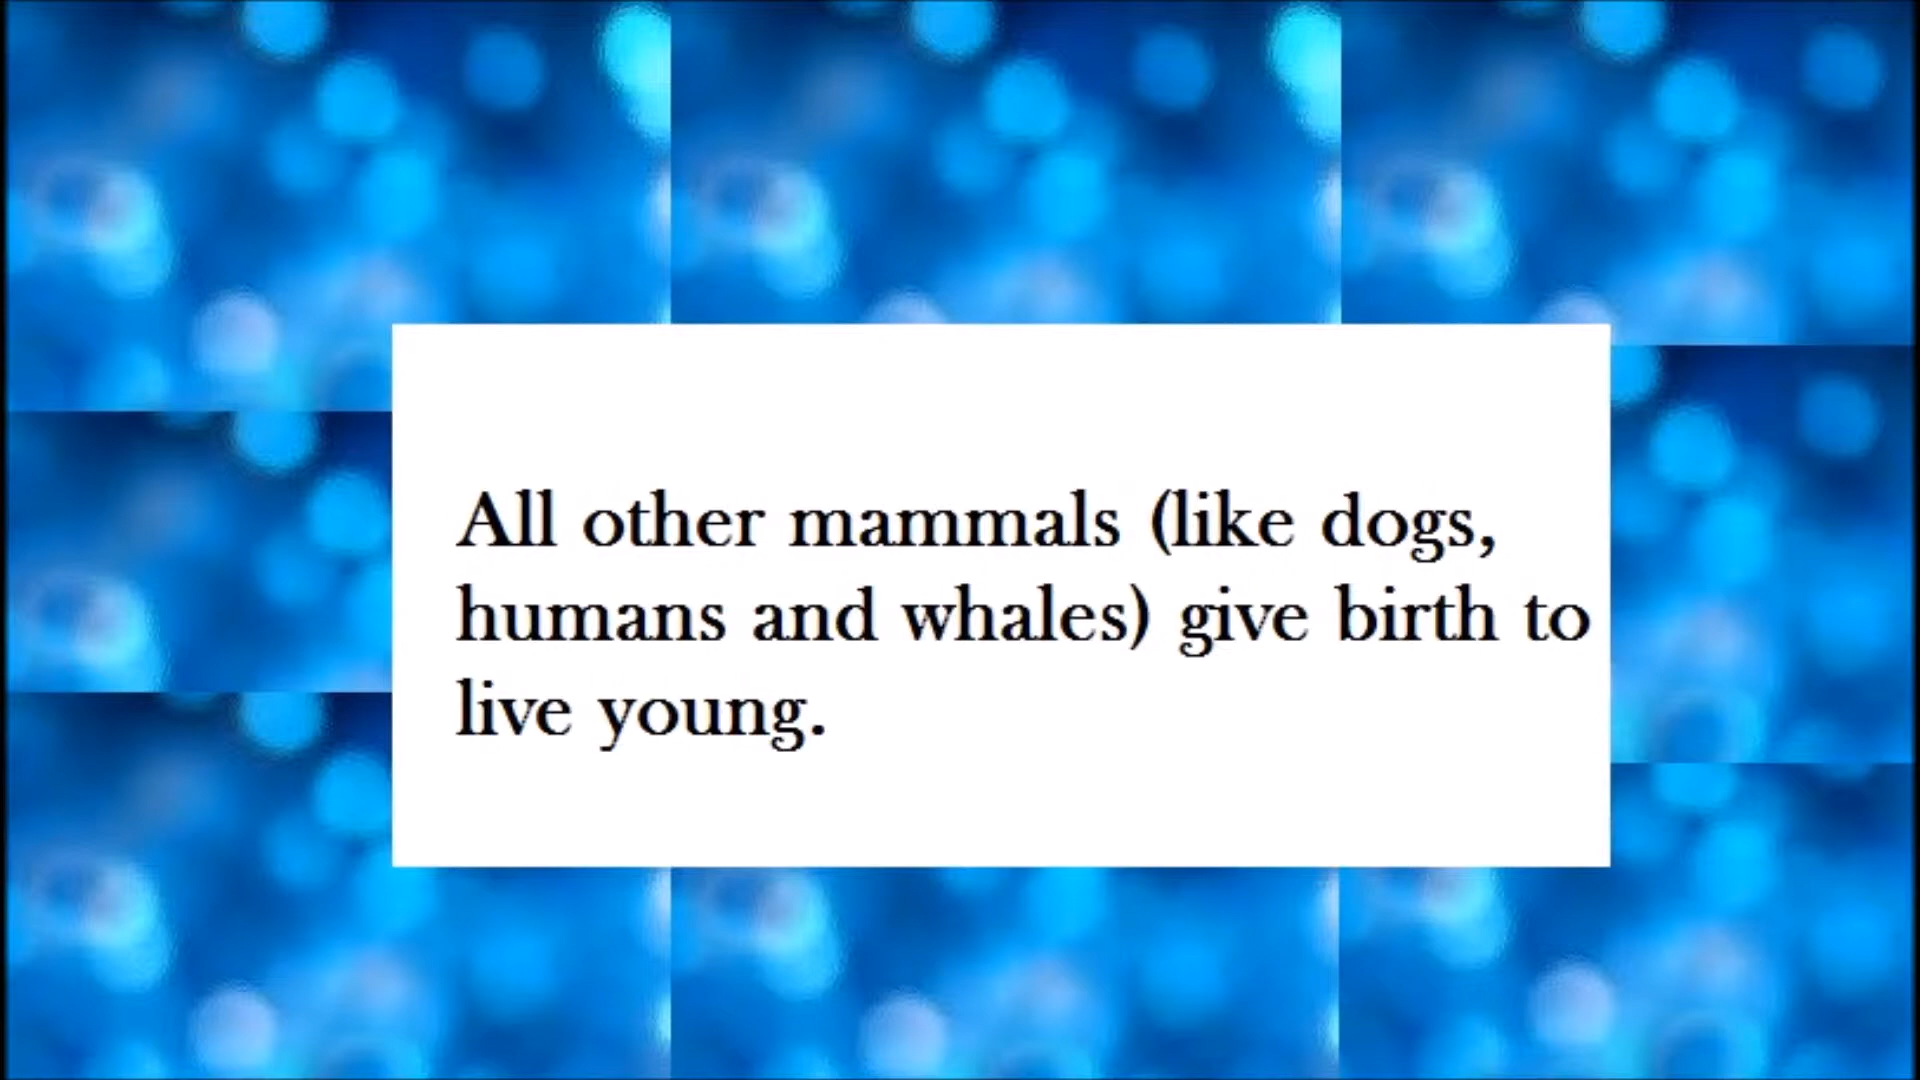 All other mammals (like dogs,
humans and whales) give birth to
live young.